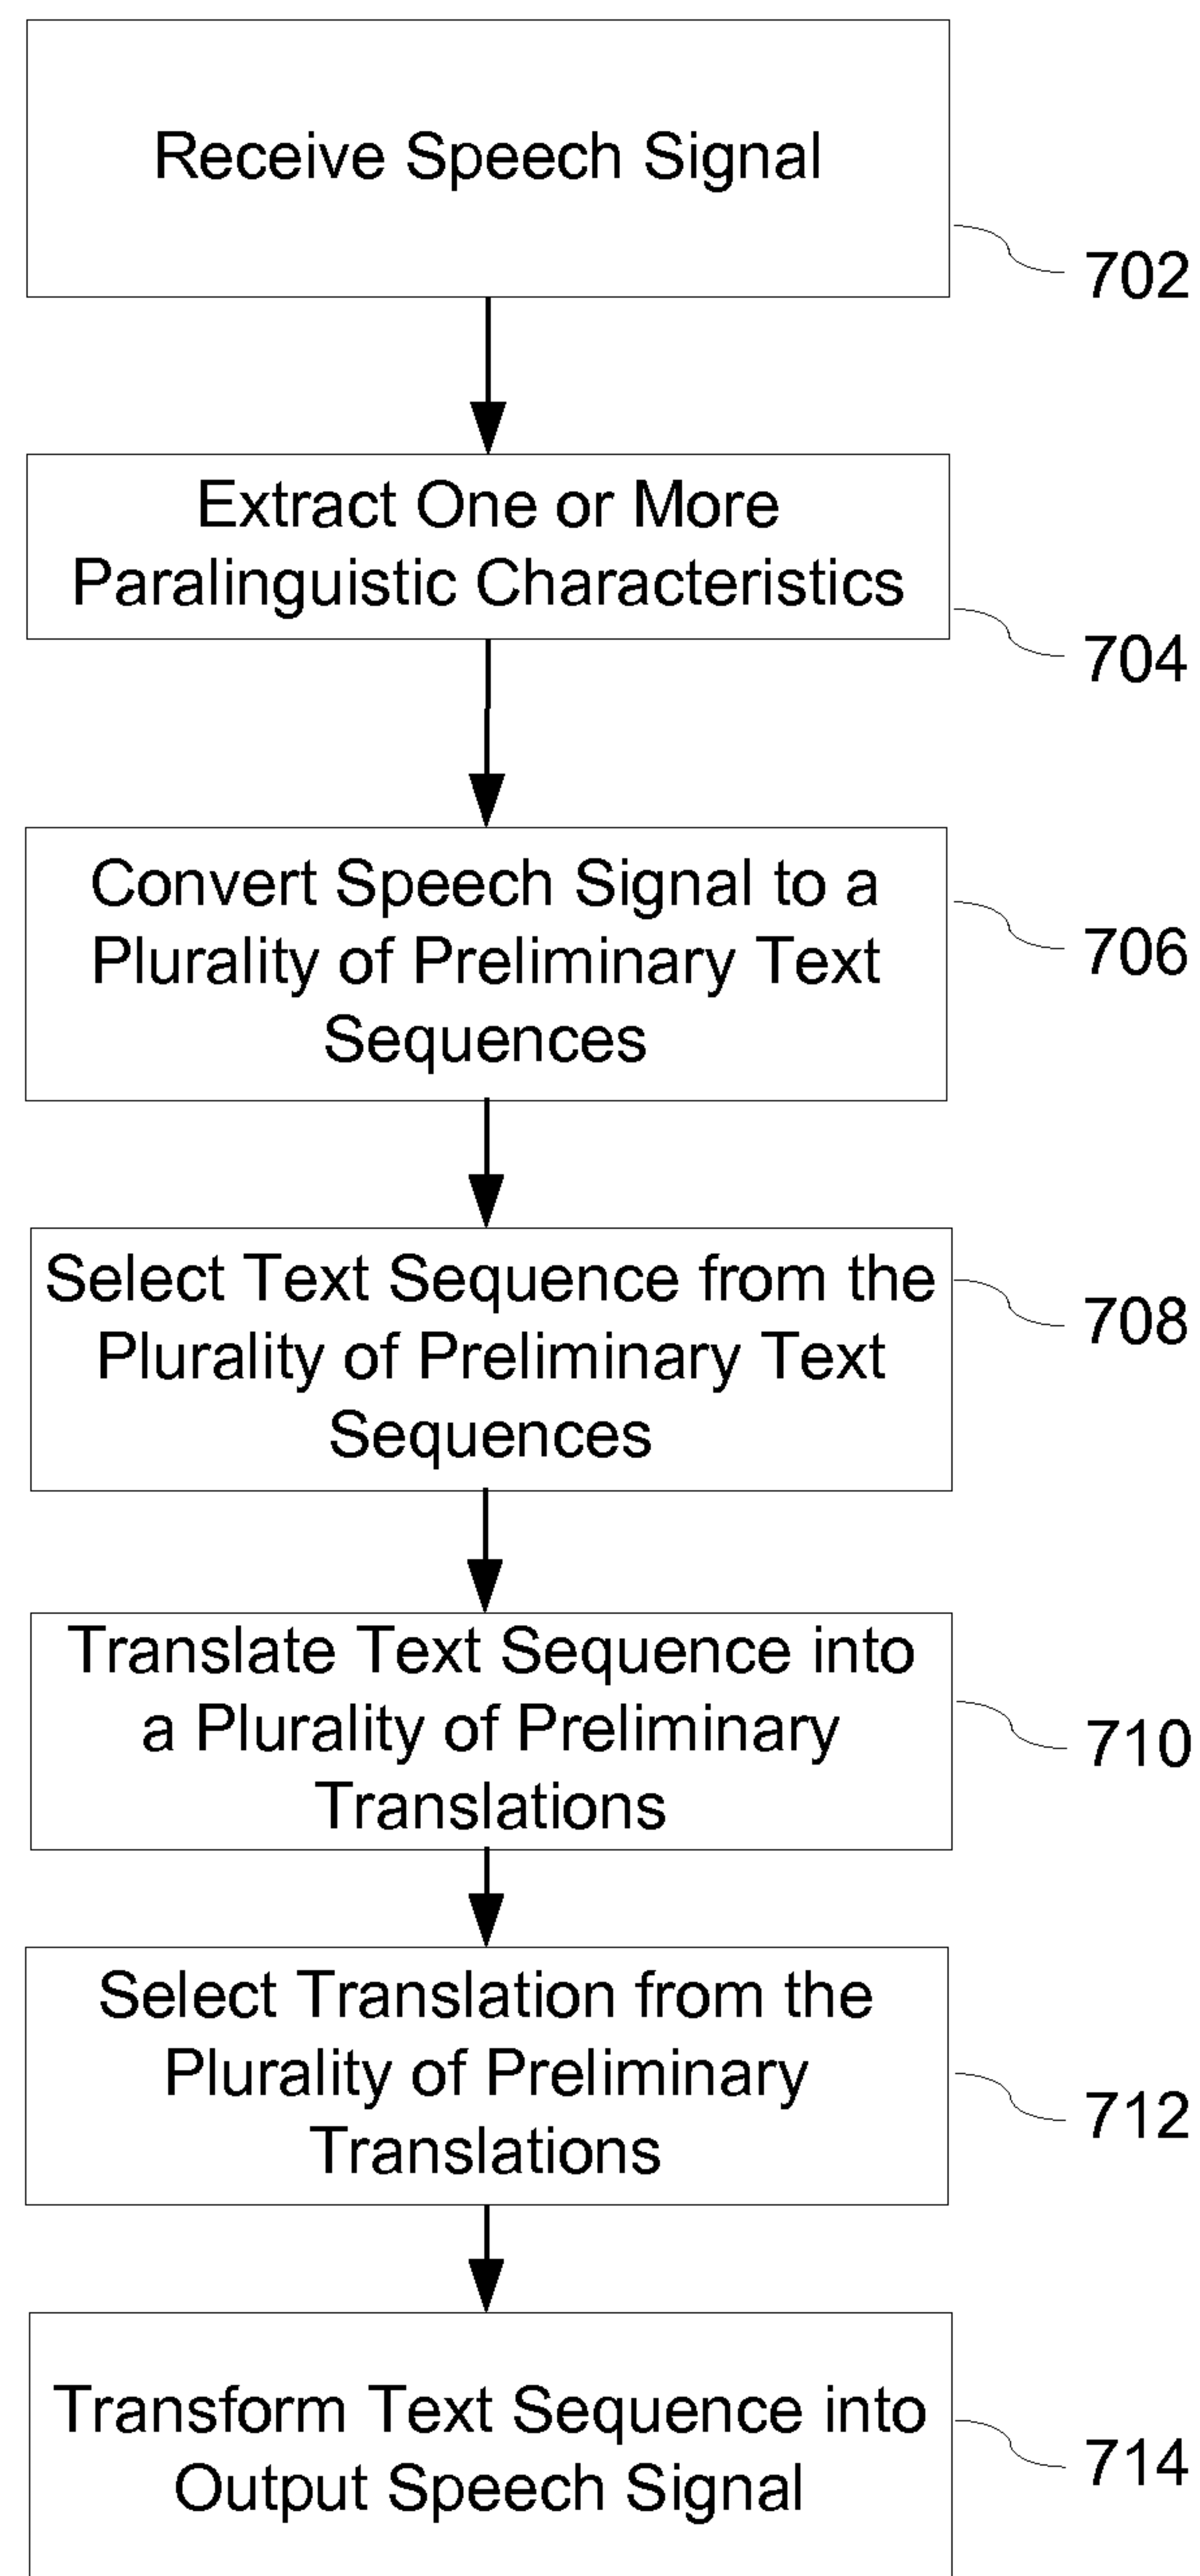 Receive Speech Signal
702
Extract One or More
Paralinguistic Characteristics
704
Convert Speech Signal to a
Plurality of Preliminary Text
Sequences
706
Select Text Sequence from the
Plurality of Preliminary Text
Sequences
708
Translate Text Sequence into
a Plurality of Preliminary
Translations
710
Select Translation from the
Plurality of Preliminary
Translations
712
Transform Text Sequence into
Output Speech Signal
714